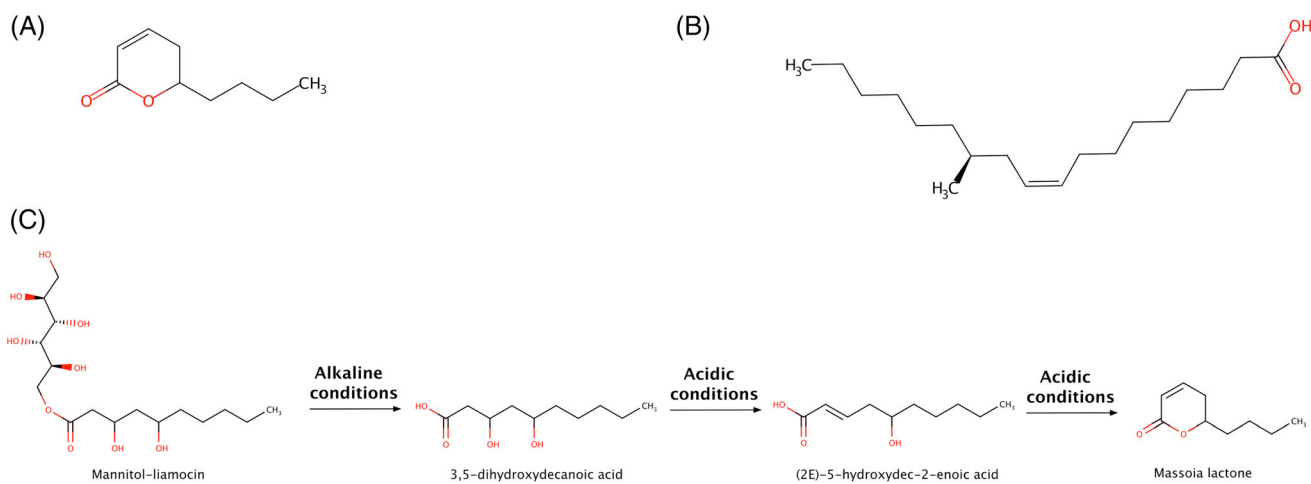 (A)
(B)
CH₃
O
O
H₃C
OH
O
H₃C
(C)
HO
HO
OH
HO
OH
O
O
OH
OH
CH₃
Alkaline
conditions
HO
O
OH
OH
CH₃
Acidic
conditions
HO
O
OH
CH₃
Acidic
conditions
O
O
CH₃
Mannitol-liamocin
3,5-dihydroxydecanoic acid
(2E)-5-hydroxydec-2-enoic acid
Massoia lactone